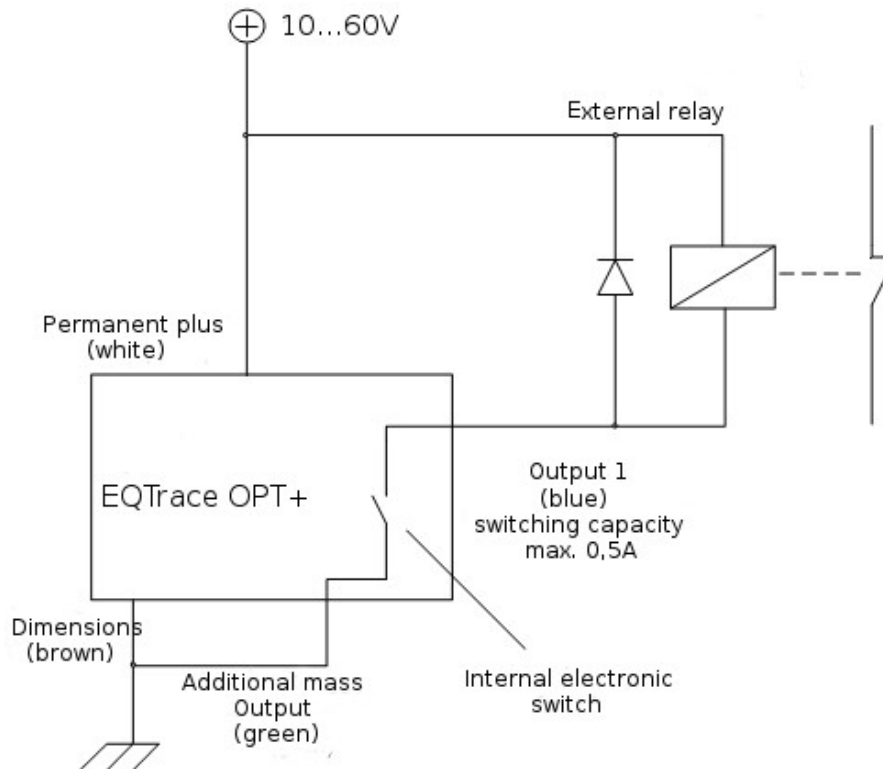 10...60V
External relay
Permanent plus
(white)
EQTrace OPT+
Output 1
(blue)
switching capacity
max. 0,5A
Dimensions
(brown)
Additional mass
Output
(green)
Internal electronic
switch